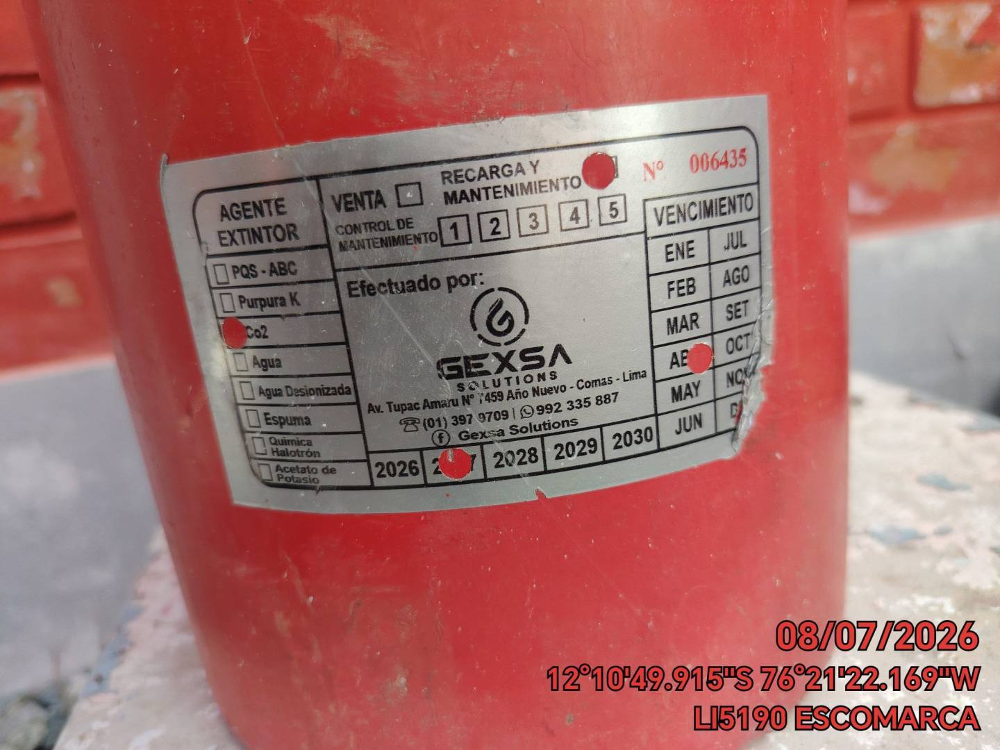 AGENTE
EXTINTOR
PQS - ABC
Purpura K
Co2
Agua
Agua Desionizada
Espuma
Quimica
Halotrón
Acetato de
Potasio
VENTA
RECARGA Y
MANTENIMIENTO
Nº 006435
CONTROL DE
MANTENIMIENTO 1 2 3 4 5
Efectuado por:
GEXSA
SOLUTIONS
Av. Tupac Amaru Nº 7459 Año Nuevo - Comas - Lima
(01) 397 9709 | 992 335 887
Gexsa Solutions
2026 2028 2029 2030
VENCIMIENTO
ENE JUL
FEB AGO
MAR SET
AB OCT
MAY NOV
JUN D
08/07/2026
12°10'49.915"S 76°21'22.169"W
LI5190 ESCOMARCA